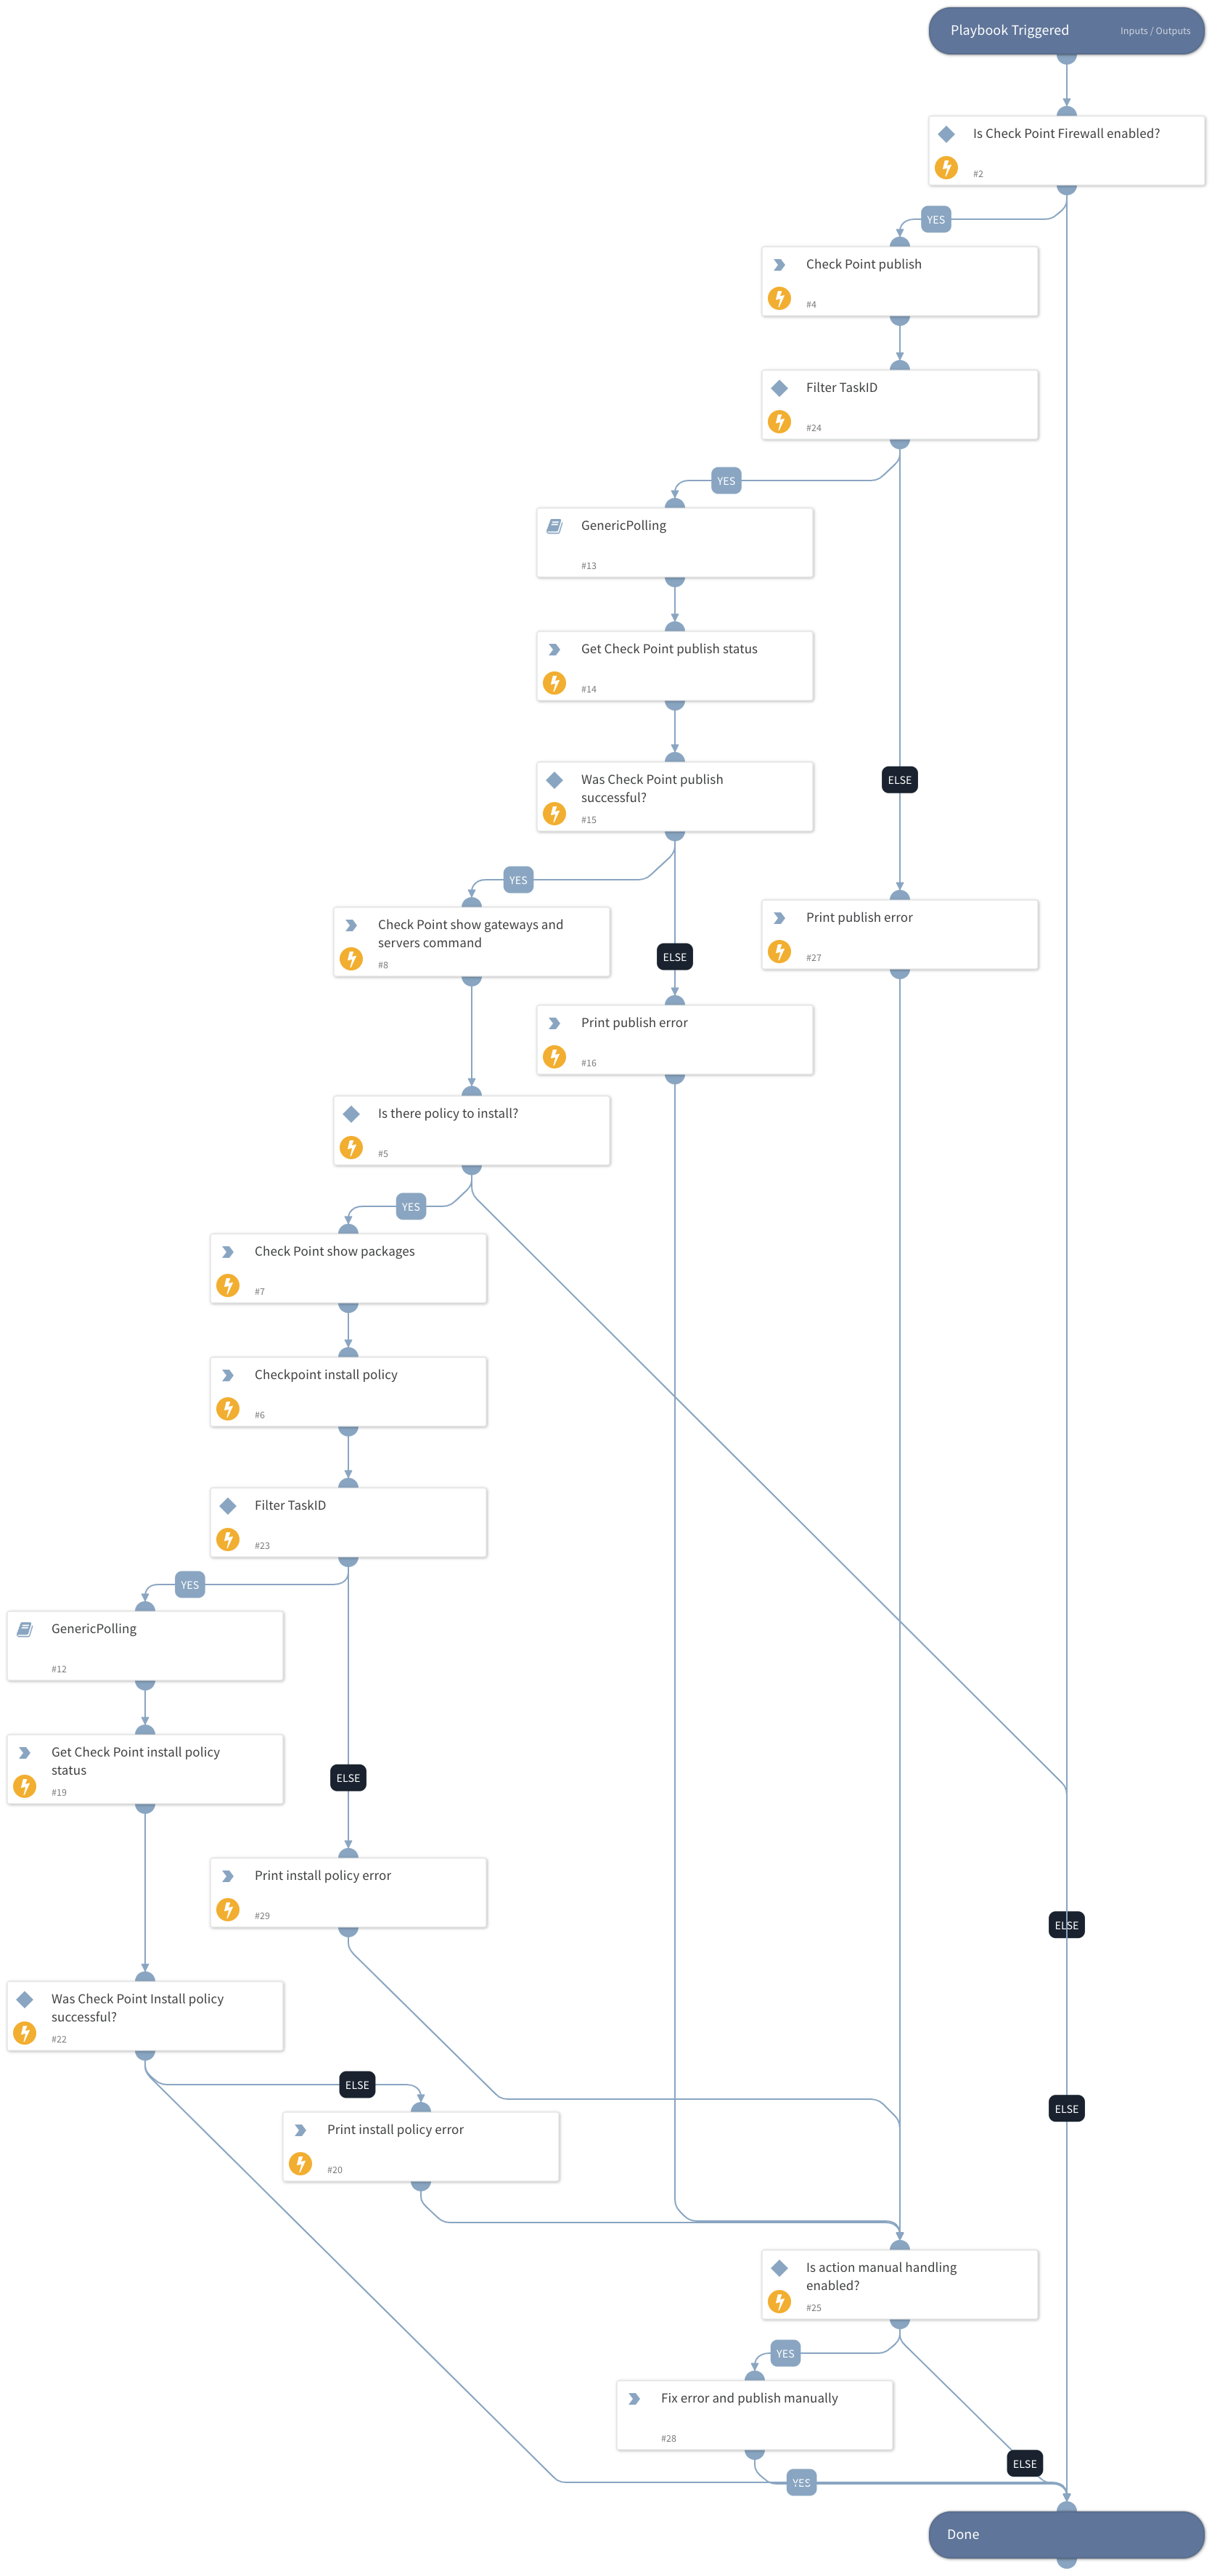 Playbook Triggered
Inputs / Outputs
Is Check Point Firewall enabled?
#2
YES
Check Point publish
#4
Filter TaskID
#24
YES
GenericPolling
#13
Get Check Point publish status
#14
Was Check Point publish
successful?
#15
ELSE
YES
Check Point show gateways and
servers command
#8
Print publish error
#27
ELSE
Print publish error
#16
Is there policy to install?
#5
YES
Check Point show packages
#7
Checkpoint install policy
#6
Filter TaskID
#23
YES
GenericPolling
#12
Get Check Point install policy
status
#19
ELSE
Print install policy error
#29
ELSE
Was Check Point Install policy
successful?
#22
ELSE
ELSE
Print install policy error
#20
Is action manual handling
enabled?
#25
YES
Fix error and publish manually
#28
ELSE
YES
Done